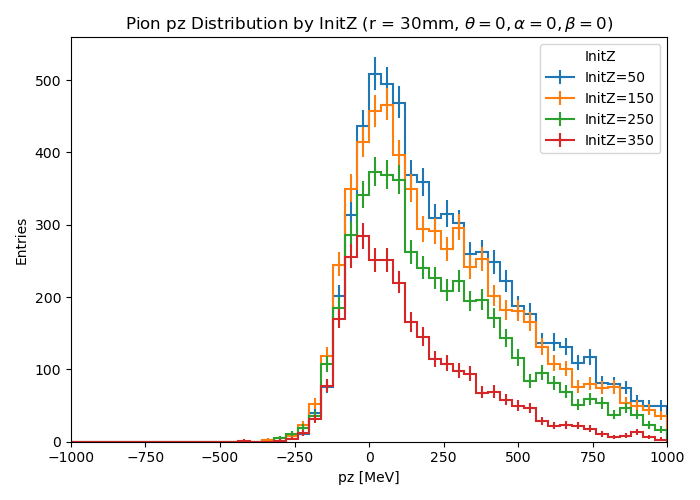 Pion pz Distribution by InitZ (r = 30mm, θ = 0, α = 0, β = 0)
InitZ
InitZ=50
InitZ=150
InitZ=250
InitZ=350
Entries
500
400
300
200
100
0
−1000 −750 −500 −250 0 250 500 750 1000
pz [MeV]